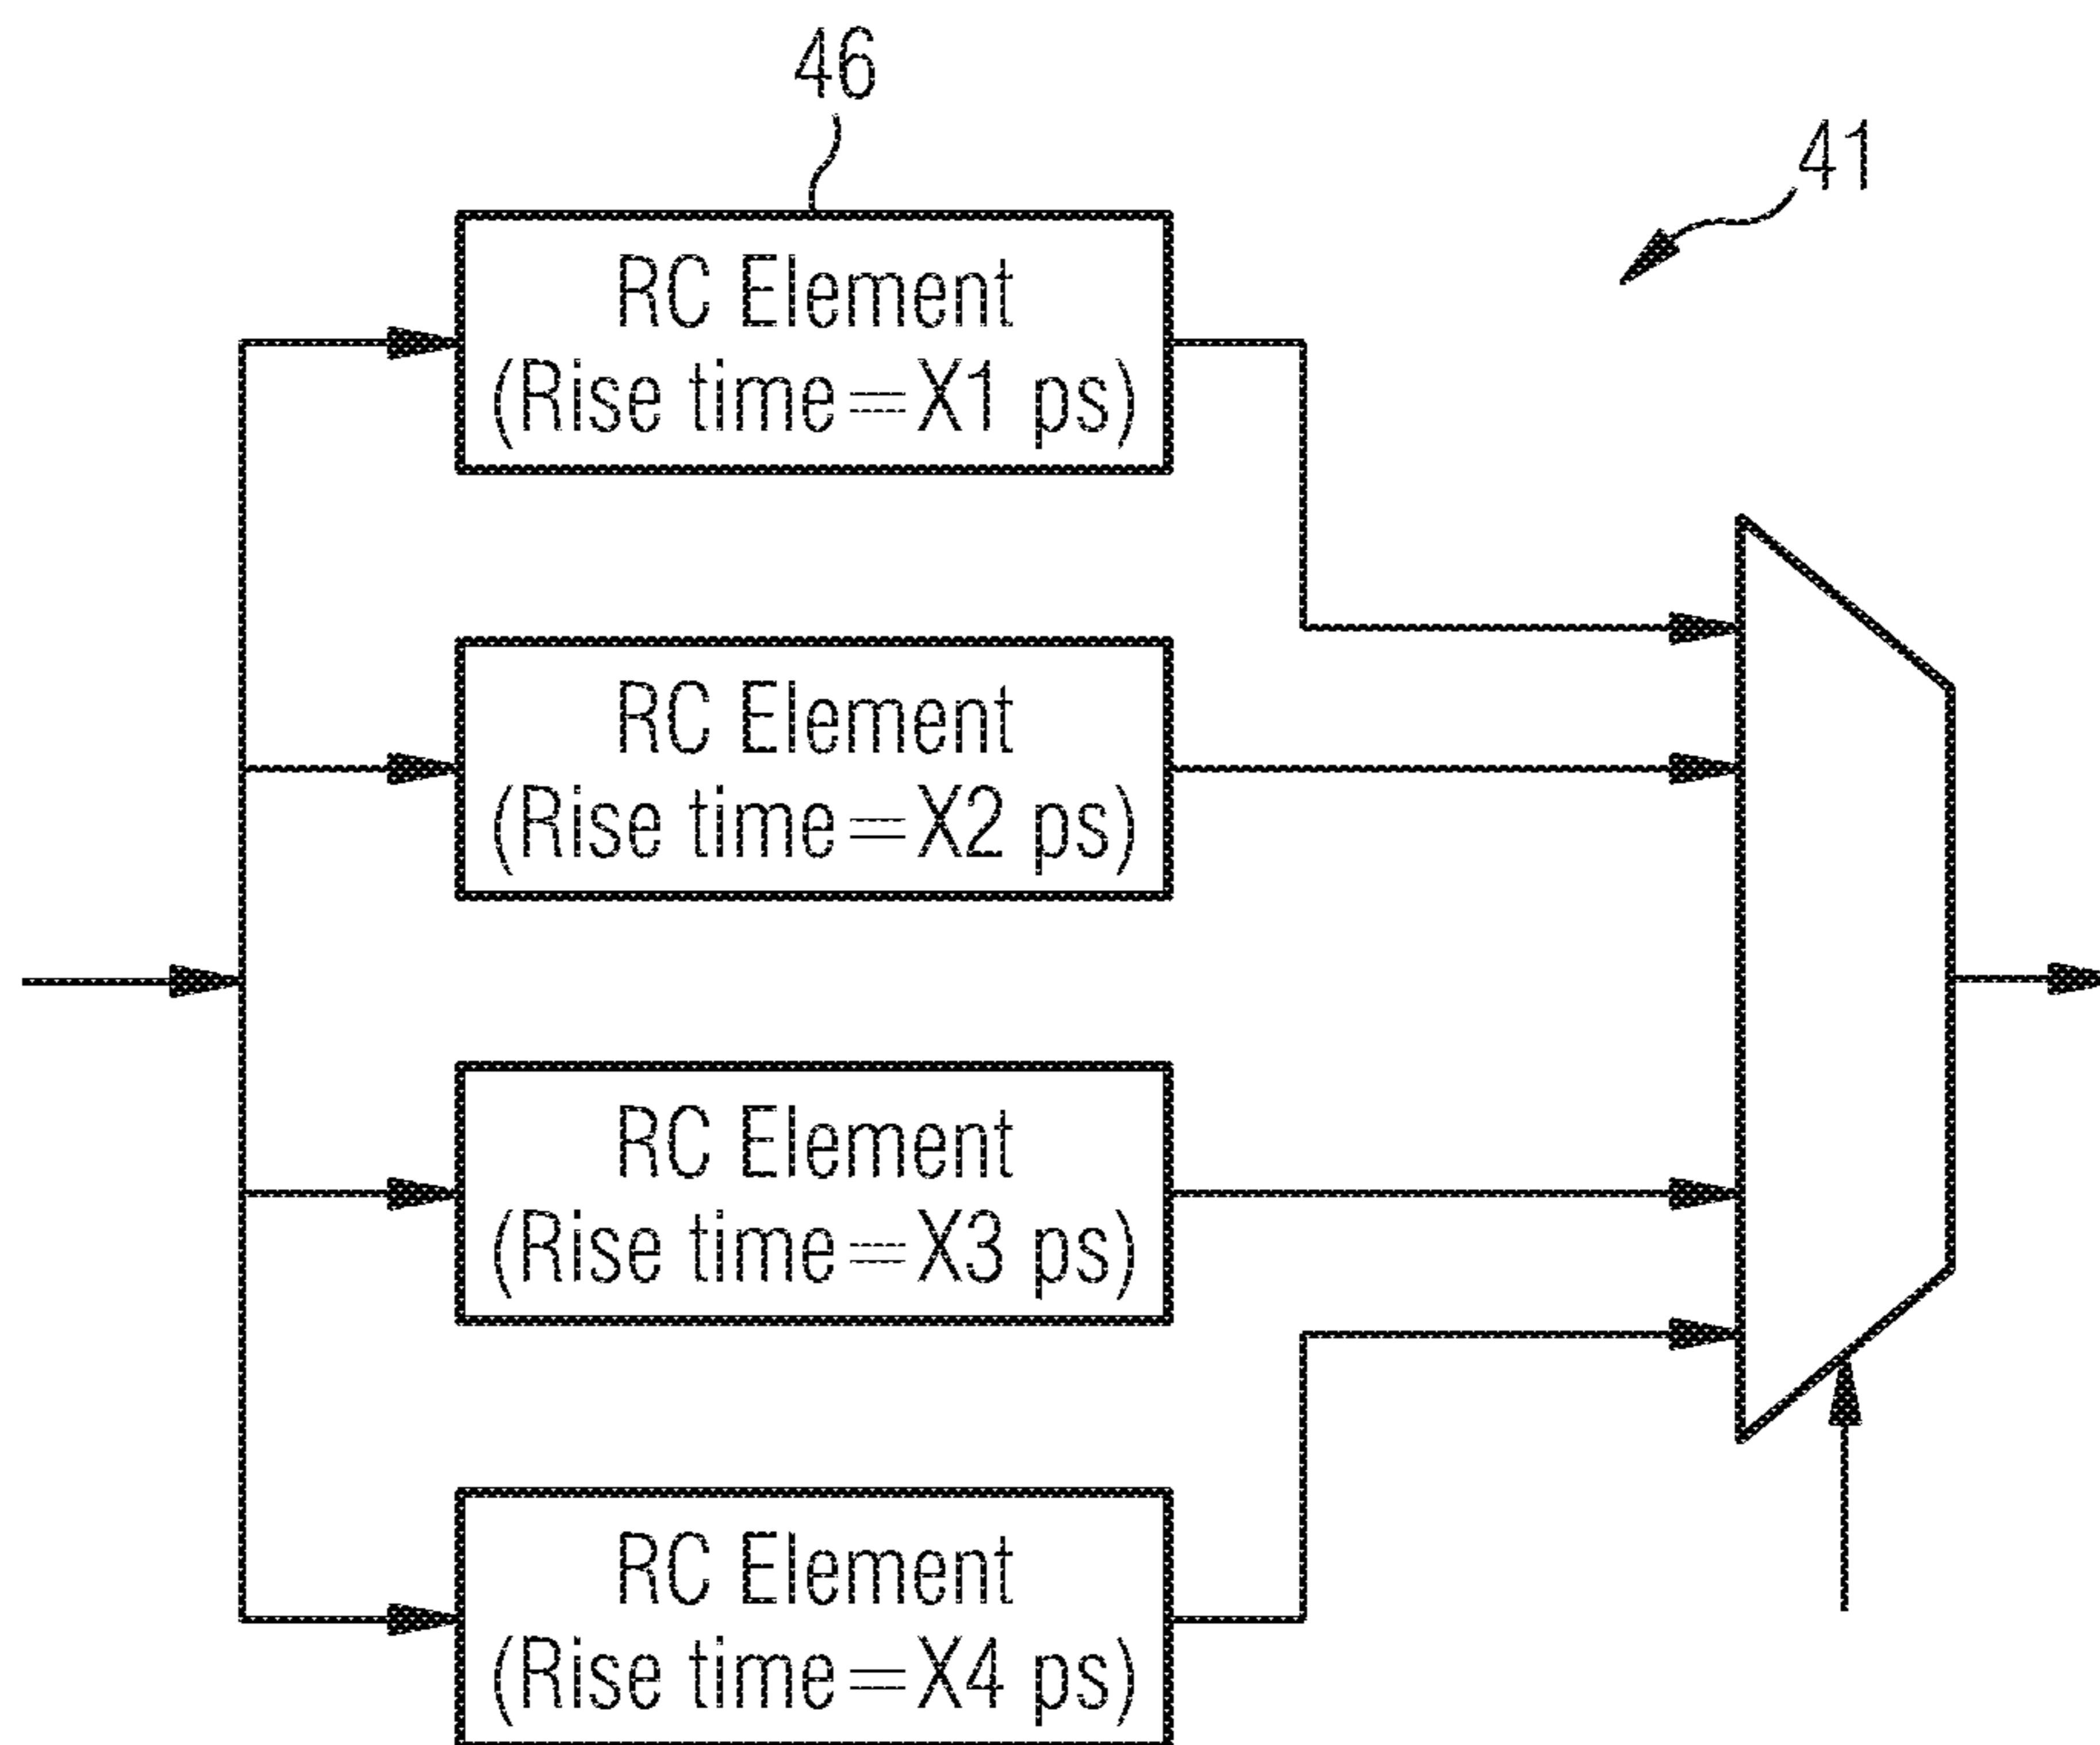 46
41
RC Element
(Rise time=X1 ps)
RC Element
(Rise time=X2 ps)
RC Element
(Rise time=X3 ps)
RC Element
(Rise time=X4 ps)